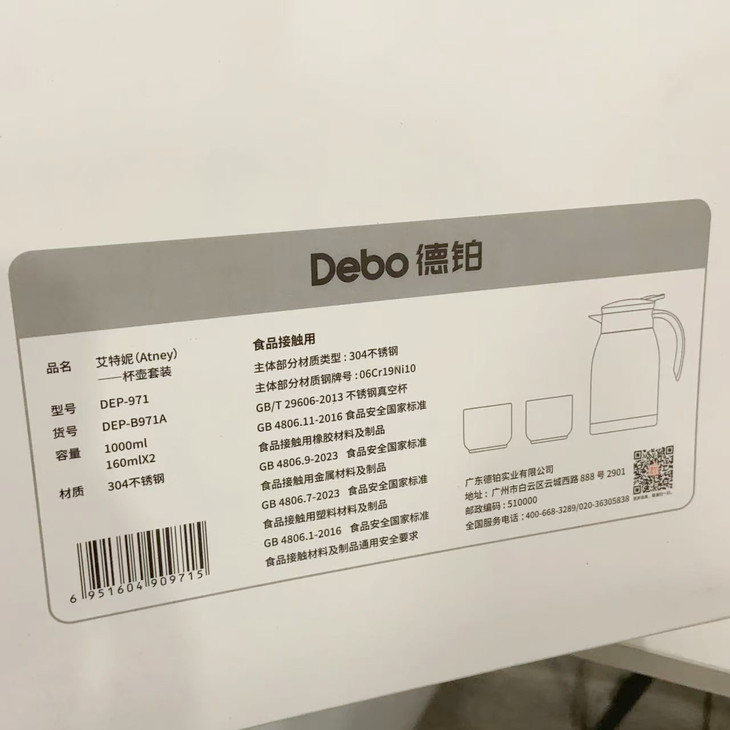 Debo 德铂
品名 艾特妮(Atney)
——杯壶套装
型号 DEP-971
货号 DEP-B971A
容量 1000ml
160mlX2
材质 304不锈钢
6 951604 909715
食品接触用
主体部分材质类型：304不锈钢
主体部分材质钢牌号：06Cr19Ni10
GB/T 29606-2013 不锈钢真空杯
GB 4806.11-2016 食品安全国家标准
食品接触用橡胶材料及制品
GB 4806.9-2023 食品安全国家标准
食品接触用金属材料及制品
GB 4806.7-2023 食品安全国家标准
食品接触用塑料材料及制品
GB 4806.1-2016 食品安全国家标准
食品接触材料及制品通用安全要求
广东德铂实业有限公司
地址：广州市白云区云城西路 888 号 2901
邮政编码：510000
全国服务电话：400-668-3289/020-36305838